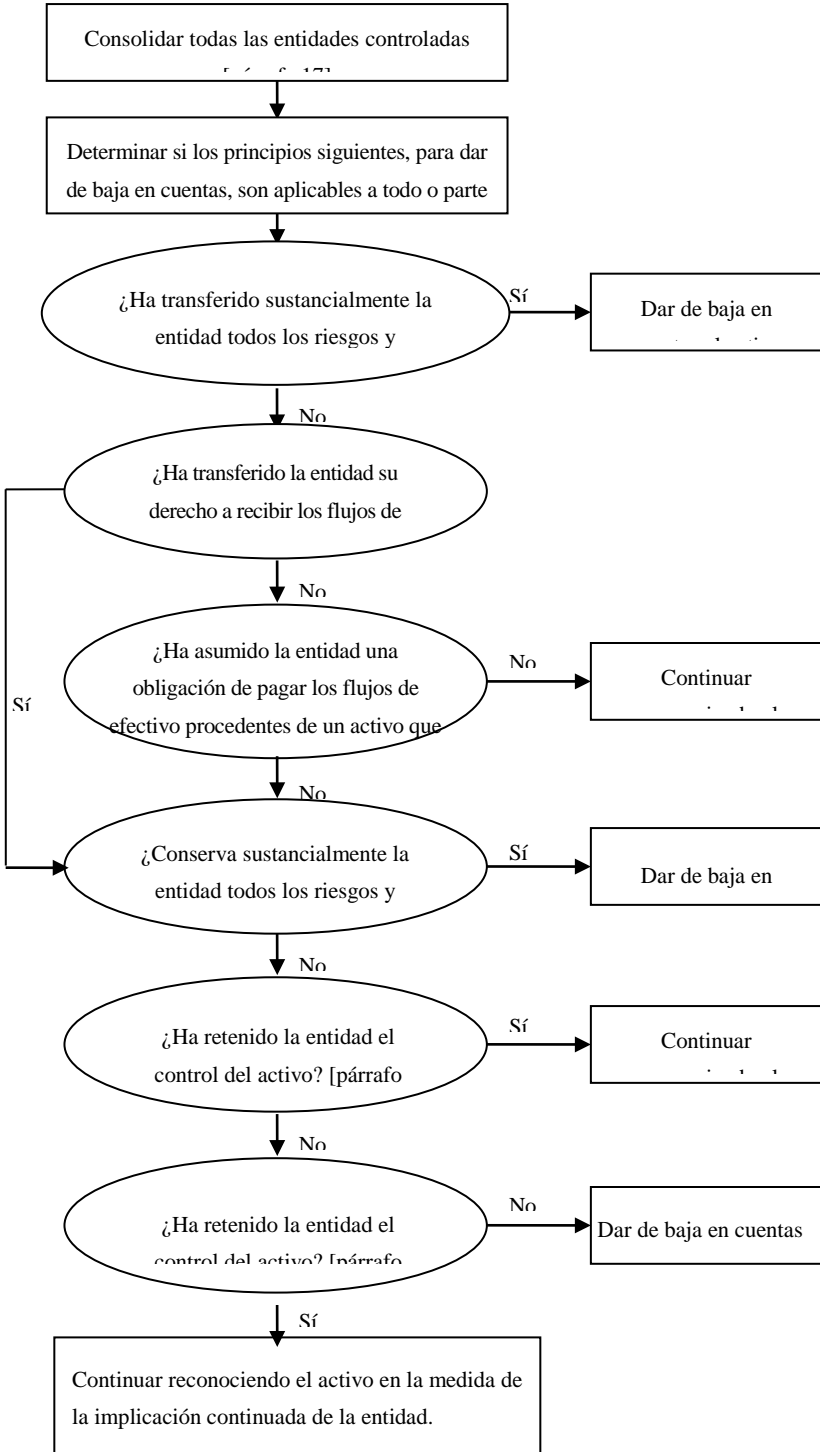 Consolidar todas las entidades controladas
Determinar si los principios siguientes, para dar
de baja en cuentas, son aplicables a todo o parte
¿Ha transferido sustancialmente la
entidad todos los riesgos y
Sí
Dar de baja en
No
¿Ha transferido la entidad su
derecho a recibir los flujos de
No
¿Ha asumido la entidad una
obligación de pagar los flujos de
efectivo procedentes de un activo que
No
Continuar
Sí
No
¿Conserva sustancialmente la
entidad todos los riesgos y
Sí
Dar de baja en
No
¿Ha retenido la entidad el
control del activo? [párrafo
Sí
Continuar
No
¿Ha retenido la entidad el
control del activo? [párrafo
No
Dar de baja en cuentas
Sí
Continuar reconociendo el activo en la medida de
la implicación continuada de la entidad.